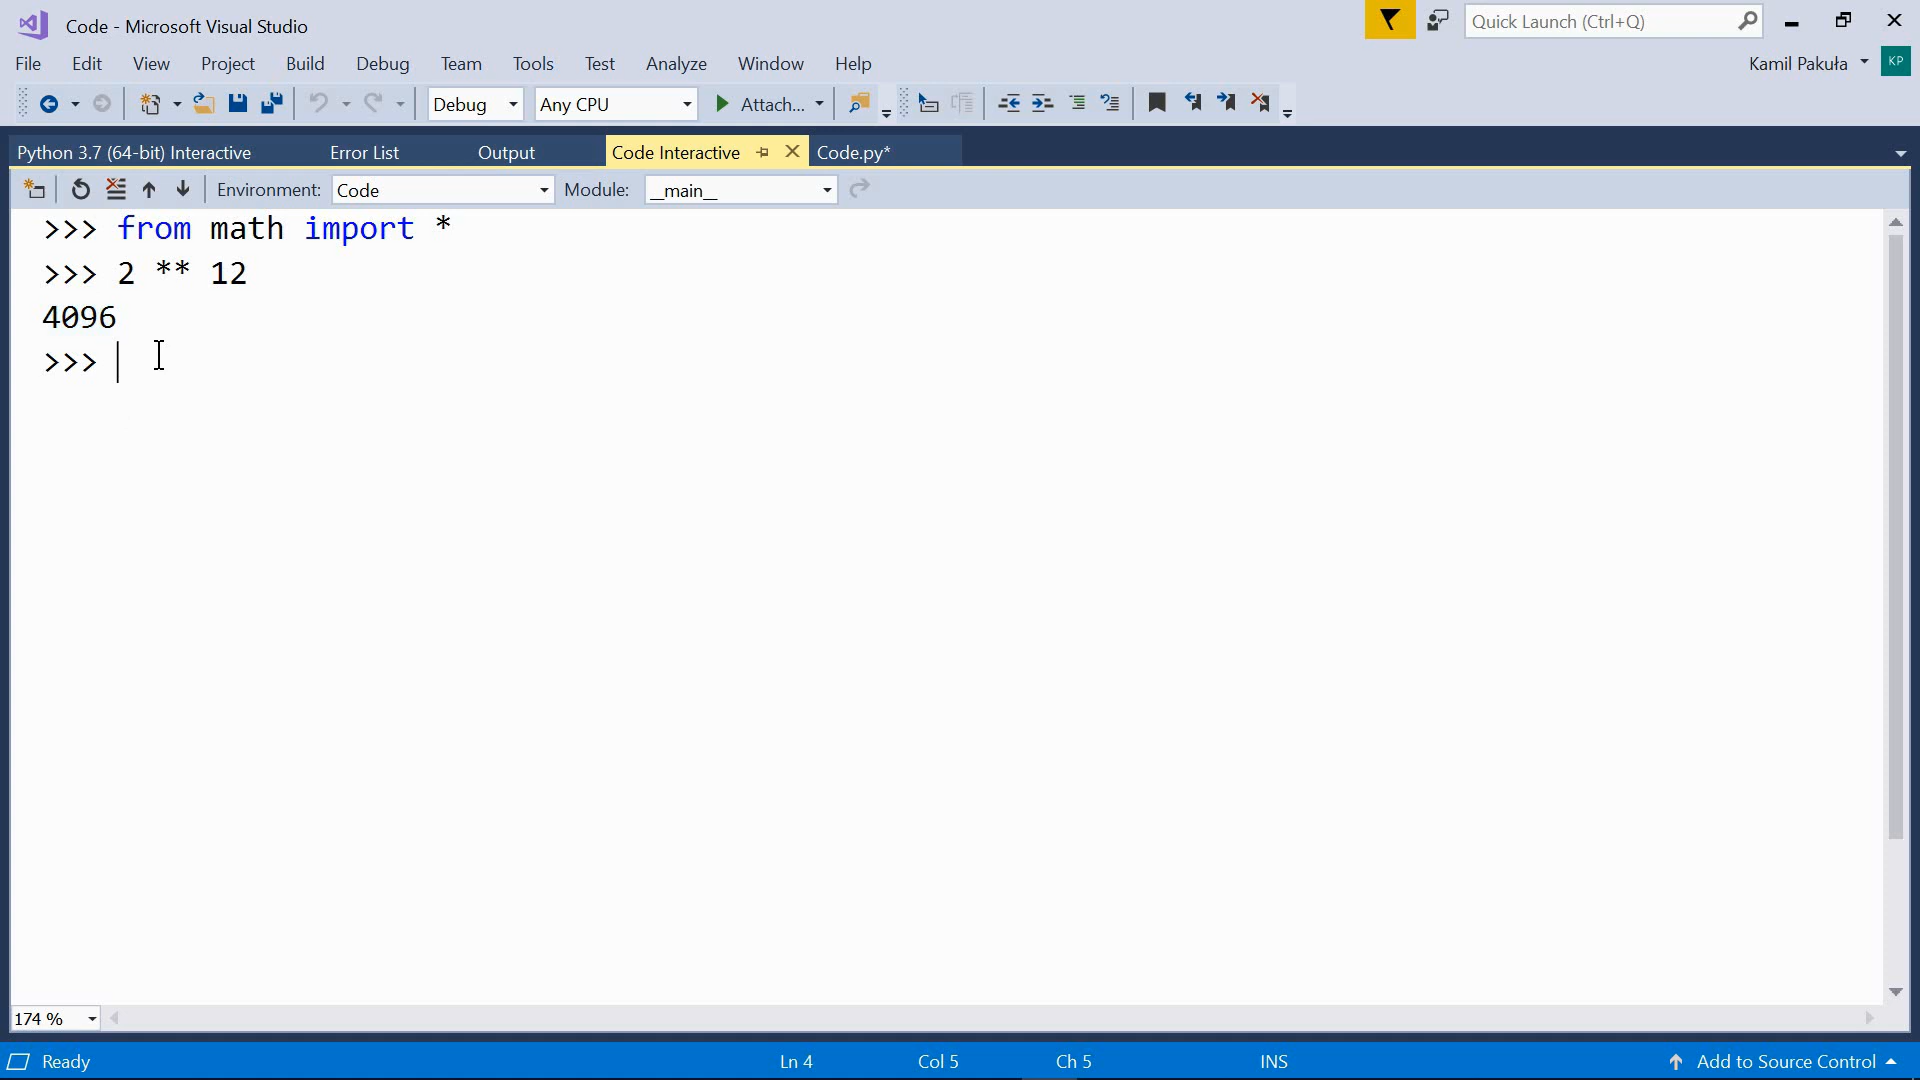 Code - Microsoft Visual Studio
Quick Launch (Ctrl+Q)
File Edit View Project Build Debug Team Tools Test Analyze Window Help
Kamil Pakuła KP
Debug Any CPU Attach...
Python 3.7 (64-bit) Interactive Error List Output Code Interactive Code.py*
Environment: Code Module: __main__
>>> from math import *
>>> 2 ** 12
4096
>>>
174 %
Ready Ln 4 Col 5 Ch 5 INS Add to Source Control